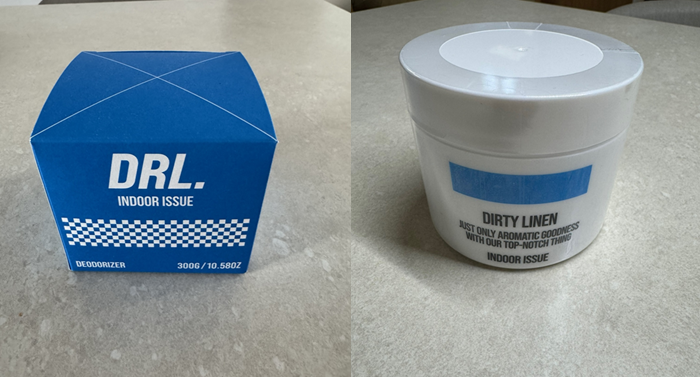 DRL.
INDOOR ISSUE
DEODORIZER
300G / 10.58OZ
DIRTY LINEN
JUST ONLY AROMATIC GOODNESS
WITH OUR TOP-NOTCH THING
INDOOR ISSUE